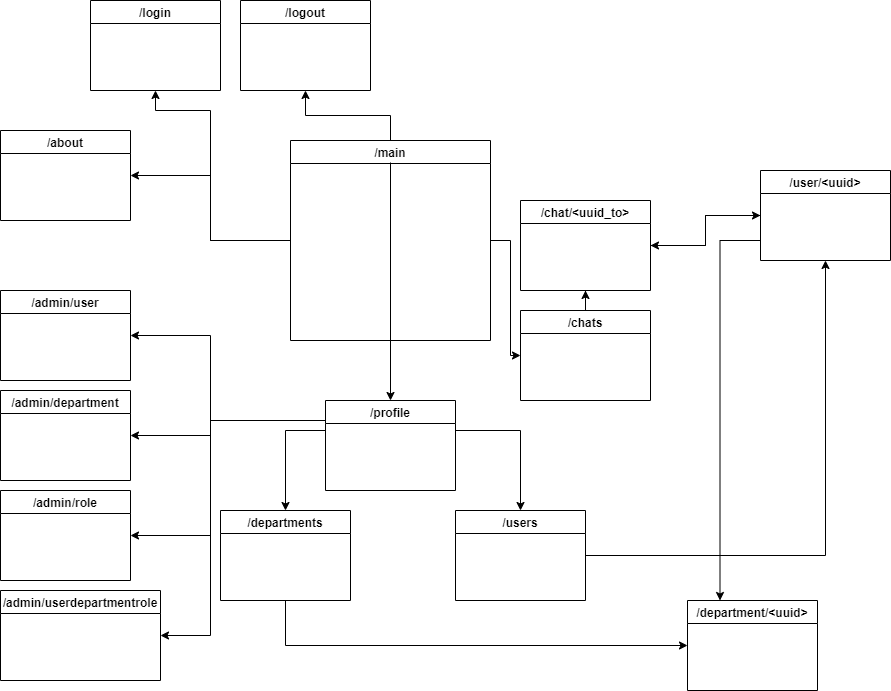 /login
/logout
/about
/main
/user/<uuid>
/chat/<uuid_to>
/admin/user
/chats
/admin/department
/profile
/admin/role
/departments
/users
/admin/userdepartmentrole
/department/<uuid>